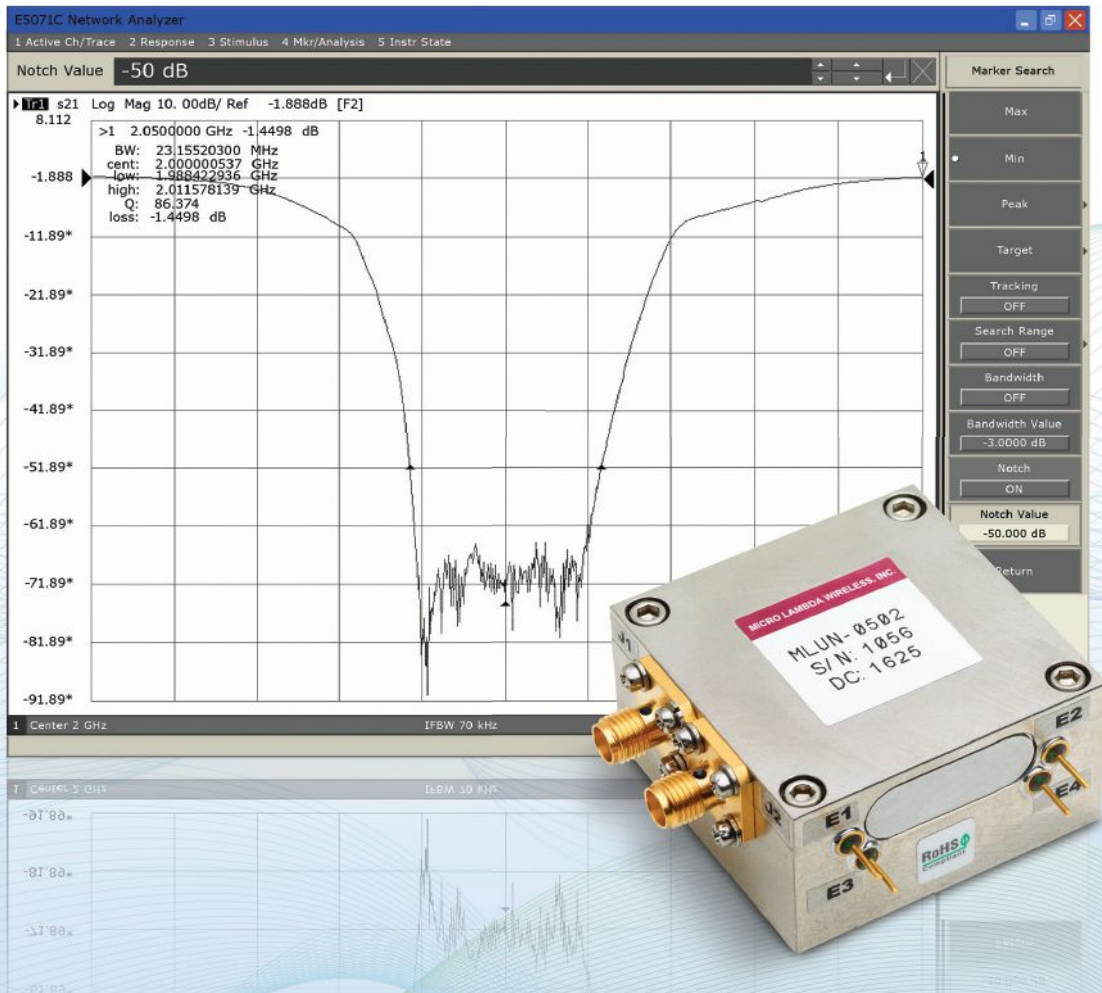 E5071C Network Analyzer
1 Active Ch/Trace 2 Response 3 Stimulus 4 Mkr/Analysis 5 Instr State
Notch Value -50 dB
Marker Search
Tr1 s21 Log Mag 10. 00dB/ Ref -1.888dB [F2]
8.112
>1 2.0500000 GHz -1.4498 dB
BW: 23.15520300 MHz
cent: 2.000000537 GHz
low: 1.988422936 GHz
high: 2.011578139 GHz
Q: 86.374
loss: -1.4498 dB
1
-1.888
-11.89*
-21.89*
-31.89*
-41.89*
-51.89*
-61.89*
-71.89*
-81.89*
-91.89*
Max
Min
Peak
Target
Tracking
OFF
Search Range
OFF
Bandwidth
OFF
Bandwidth Value
-3.0000 dB
Notch
ON
Notch Value
-50.000 dB
Return
1 Center 2 GHz IFBW 70 kHz
MICRO LAMBDA WIRELESS, INC.
MLUN-0502
S/N: 1056
DC: 1625
J1
J2
E1
E2
E3
E4
RoHS
Compliant